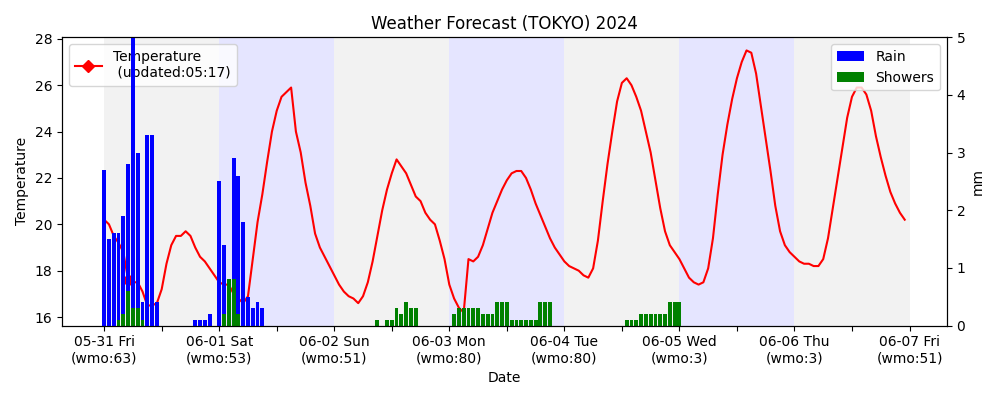 Weather Forecast (TOKYO) 2024
Temperature
(updated:05:17)
Rain
Showers
Temperature
28
26
24
22
20
18
16
5
4
3
2
1
0
mm
05-31 Fri
(wmo:63)
06-01 Sat
(wmo:53)
06-02 Sun
(wmo:51)
06-03 Mon
(wmo:80)
06-04 Tue
(wmo:80)
06-05 Wed
(wmo:3)
06-06 Thu
(wmo:3)
06-07 Fri
(wmo:51)
Date